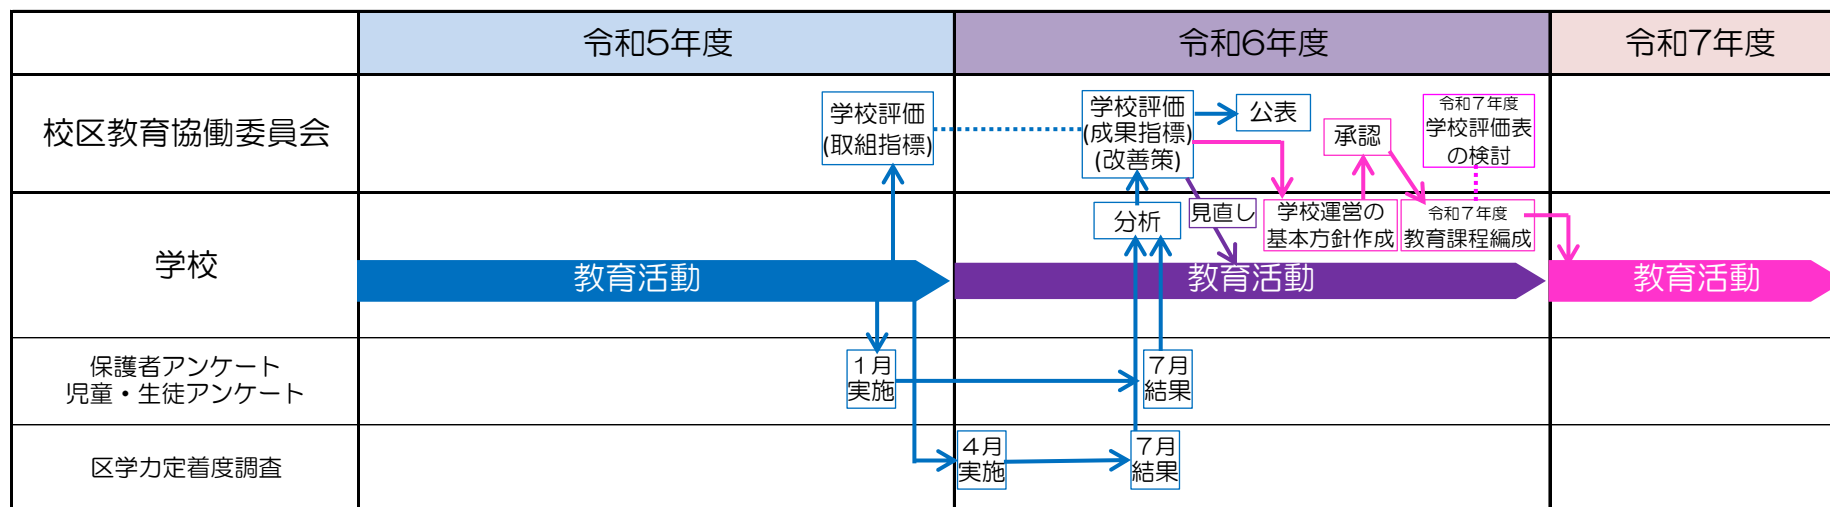 令和5年度
令和6年度
令和7年度
校区教育協働委員会
学校評価
(取組指標)
学校評価
(成果指標)
(改善策)
公表
承認
令和７年度
学校評価表
の検討
学校
分析
見直し
学校運営の
基本方針作成
令和７年度
教育課程編成
教育活動
教育活動
教育活動
保護者アンケート
児童・生徒アンケート
１月
実施
７月
結果
区学力定着度調査
４月
実施
７月
結果